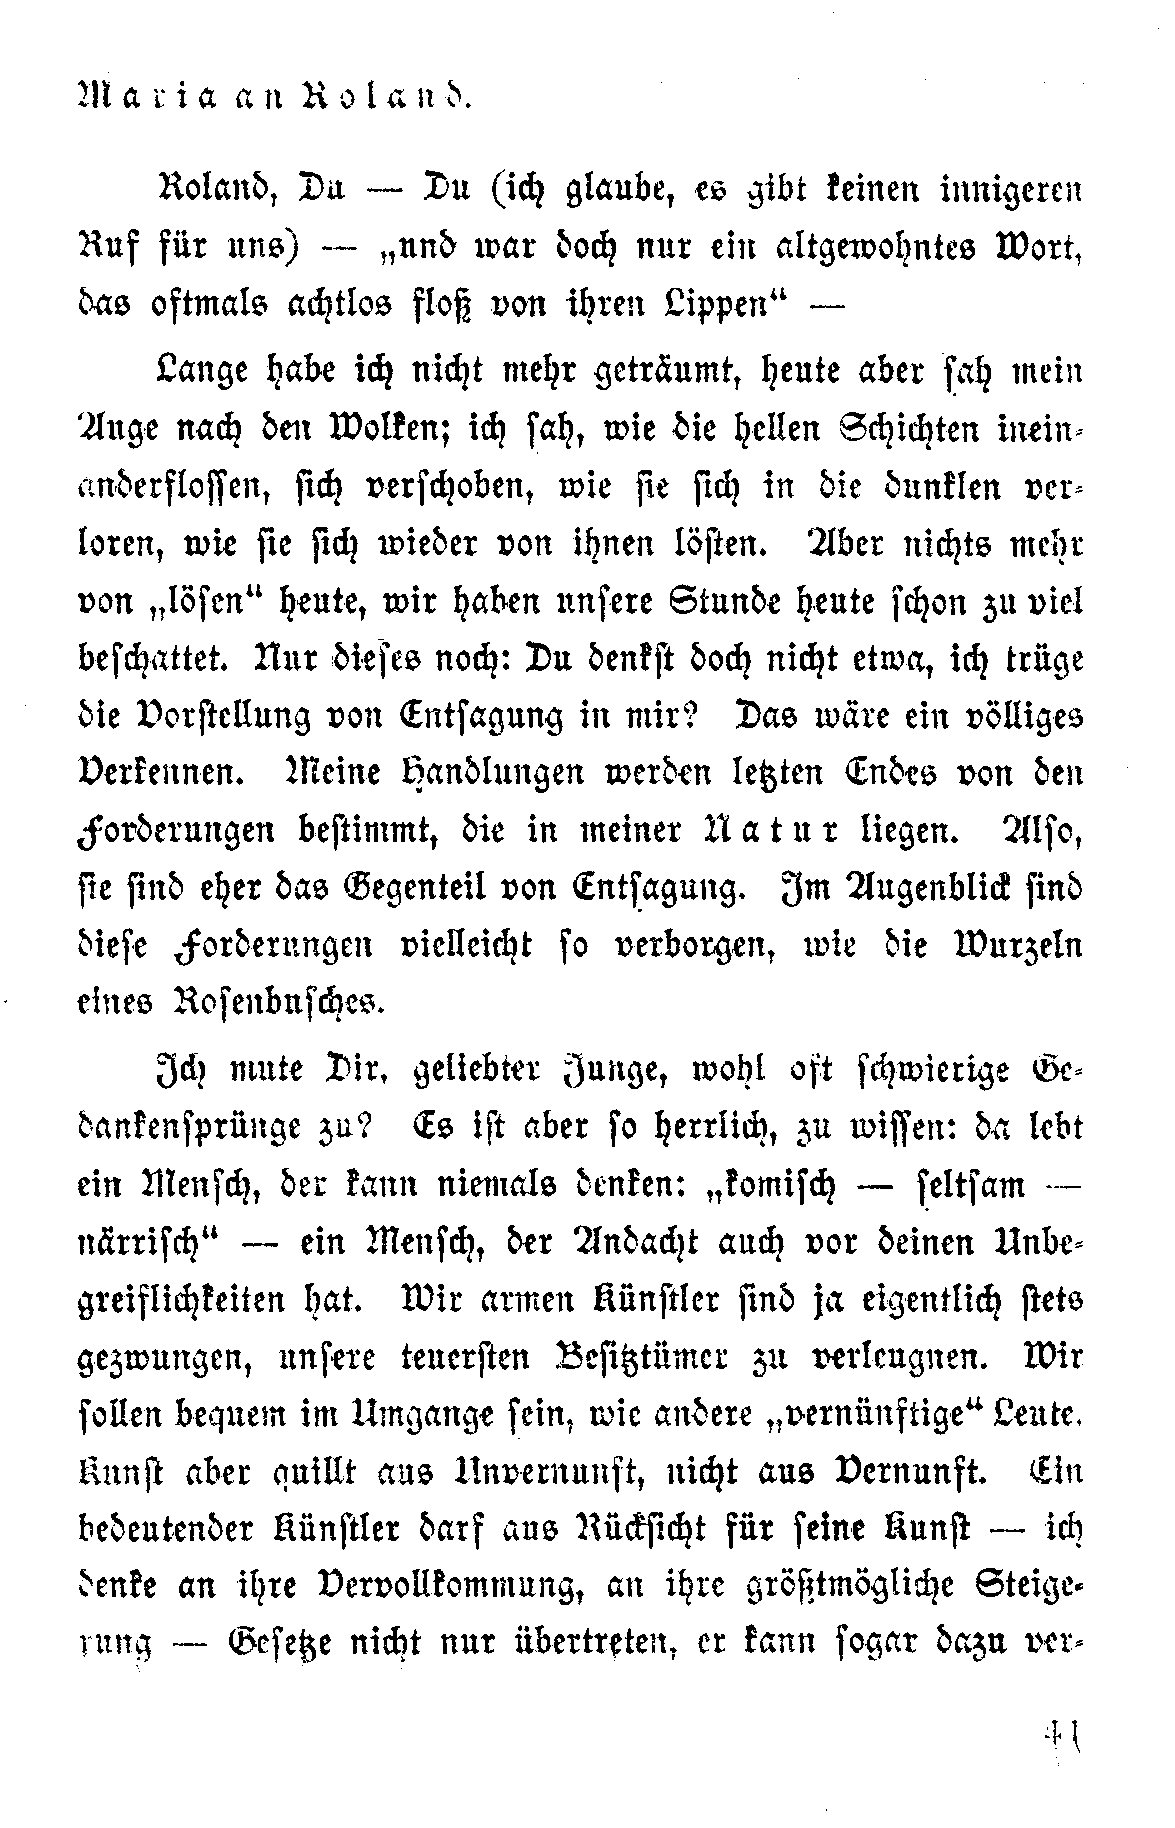 Maria an Roland.
Roland, Du — Du (ich glaube, es gibt keinen innigeren
Ruf für uns) — „und war doch nur ein altgewohntes Wort,
das oftmals achtlos floß von ihren Lippen“ —
Lange habe ich nicht mehr geträumt, heute aber sah mein
Auge nach den Wolken; ich sah, wie die hellen Schichten inein-
anderflossen, sich verschoben, wie sie sich in die dunklen ver-
loren, wie sie sich wieder von ihnen lösten. Aber nichts mehr
von „lösen“ heute, wir haben unsere Stunde heute schon zu viel
beschattet. Nur dieses noch: Du denkst doch nicht etwa, ich trüge
die Vorstellung von Entsagung in mir? Das wäre ein völliges
Verkennen. Meine Handlungen werden letzten Endes von den
Forderungen bestimmt, die in meiner Natur liegen. Also,
sie sind eher das Gegenteil von Entsagung. Im Augenblick sind
diese Forderungen vielleicht so verborgen, wie die Wurzeln
eines Rosenbusches.
Ich mute Dir, geliebter Junge, wohl oft schwierige Ge-
dankensprünge zu? Es ist aber so herrlich, zu wissen: da lebt
ein Mensch, der kann niemals denken: „komisch — seltsam —
närrisch“ — ein Mensch, der Andacht auch vor deinen Unbe-
greiflichkeiten hat. Wir armen Künstler sind ja eigentlich stets
gezwungen, unsere teuersten Besitztümer zu verleugnen. Wir
sollen bequem im Umgange sein, wie andere „vernünftige“ Leute.
Kunst aber quillt aus Unvernunft, nicht aus Vernunft. Ein
bedeutender Künstler darf aus Rücksicht für seine Kunst — ich
denke an ihre Vervollkommung, an ihre größtmögliche Steige-
rung — Gesetze nicht nur übertreten, er kann sogar dazu ver-
41